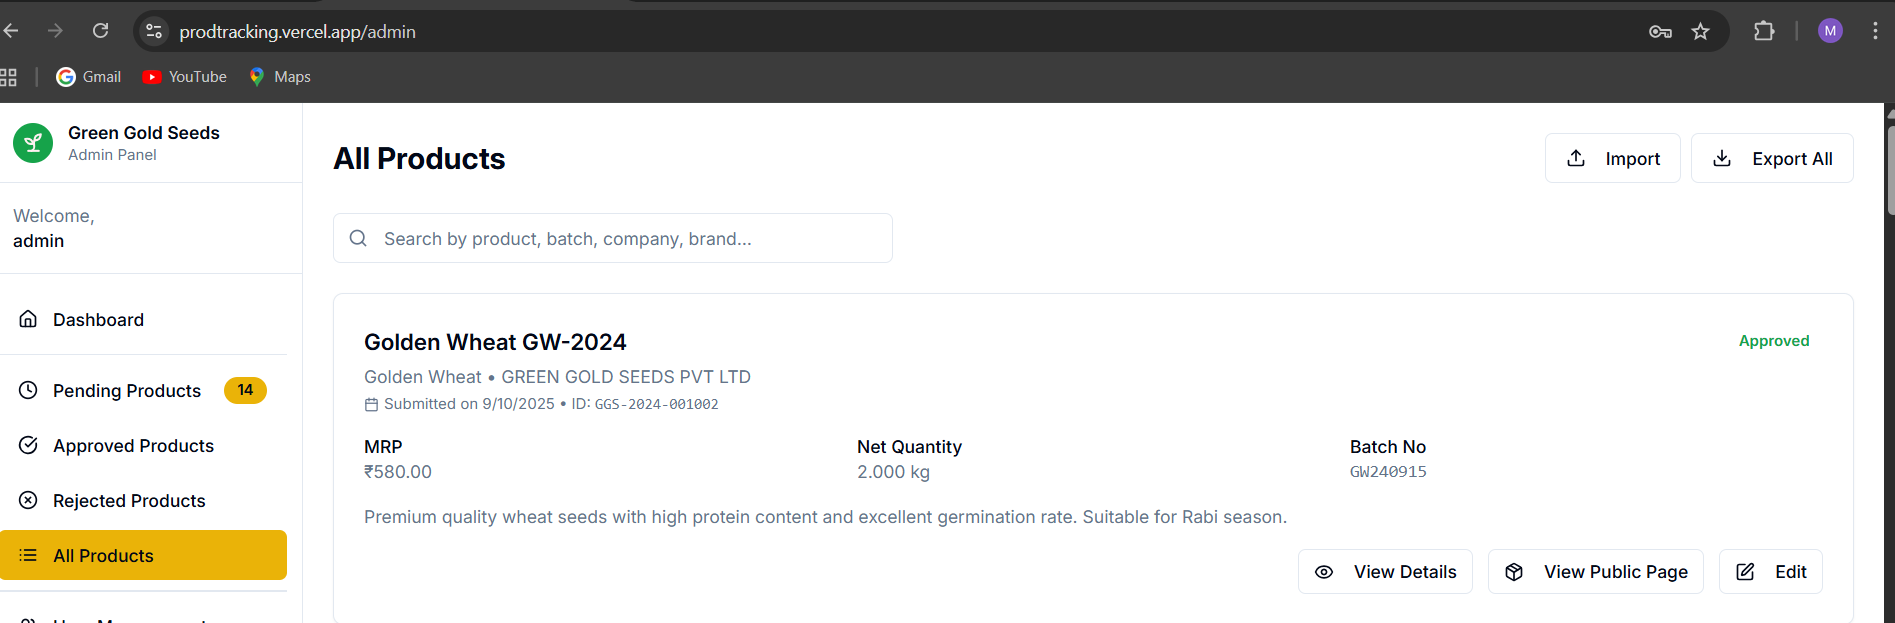 prodtracking.vercel.app/admin
M
Gmail
YouTube
Maps
Green Gold Seeds
Admin Panel
Welcome,
admin
Dashboard
Pending Products 14
Approved Products
Rejected Products
All Products
All Products
Import
Export All
Search by product, batch, company, brand...
Golden Wheat GW-2024
Approved
Golden Wheat • GREEN GOLD SEEDS PVT LTD
Submitted on 9/10/2025 • ID: GGS-2024-001002
MRP
₹580.00
Net Quantity
2.000 kg
Batch No
GW240915
Premium quality wheat seeds with high protein content and excellent germination rate. Suitable for Rabi season.
View Details
View Public Page
Edit